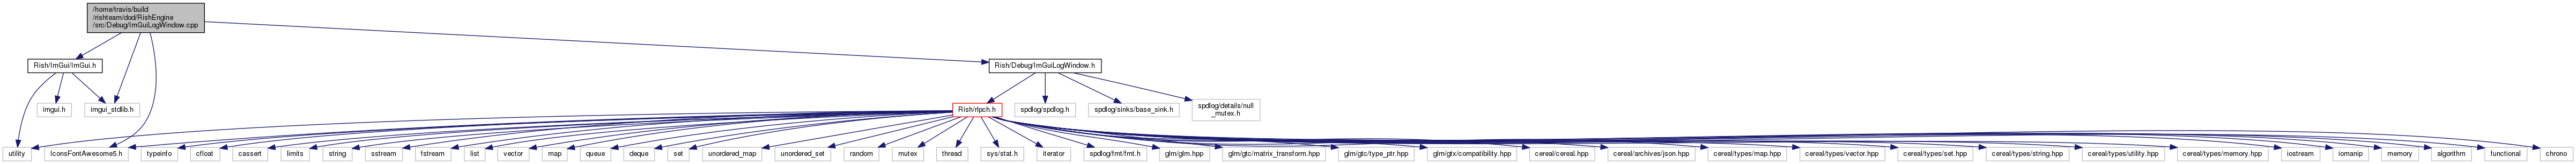 /home/travis/build
/rishteam/dod/RishEngine
/src/Debug/ImGuiLogWindow.cpp
Rish/ImGui/ImGui.h
Rish/Debug/ImGuiLogWindow.h
imgui.h
imgui_stdlib.h
Rish/rlpch.h
spdlog/spdlog.h
spdlog/sinks/base_sink.h
spdlog/details/null
_mutex.h
utility
IconsFontAwesome5.h
typeinfo
cfloat
cassert
limits
string
sstream
fstream
list
vector
map
queue
deque
set
unordered_map
unordered_set
random
mutex
thread
sys/stat.h
iterator
spdlog/fmt/fmt.h
glm/glm.hpp
glm/gtc/matrix_transform.hpp
glm/gtc/type_ptr.hpp
glm/gtx/compatibility.hpp
cereal/cereal.hpp
cereal/archives/json.hpp
cereal/types/map.hpp
cereal/types/vector.hpp
cereal/types/set.hpp
cereal/types/string.hpp
cereal/types/utility.hpp
cereal/types/memory.hpp
iostream
iomanip
memory
algorithm
functional
chrono